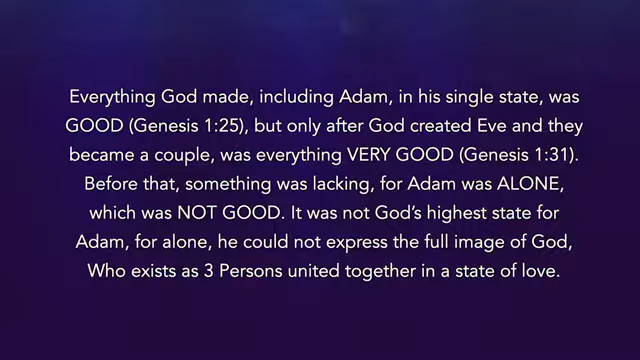 Everything God made, including Adam, in his single state, was
GOOD (Genesis 1:25), but only after God created Eve and they
became a couple, was everything VERY GOOD (Genesis 1:31).
Before that, something was lacking, for Adam was ALONE,
which was NOT GOOD. It was not God’s highest state for
Adam, for alone, he could not express the full image of God,
Who exists as 3 Persons united together in a state of love.